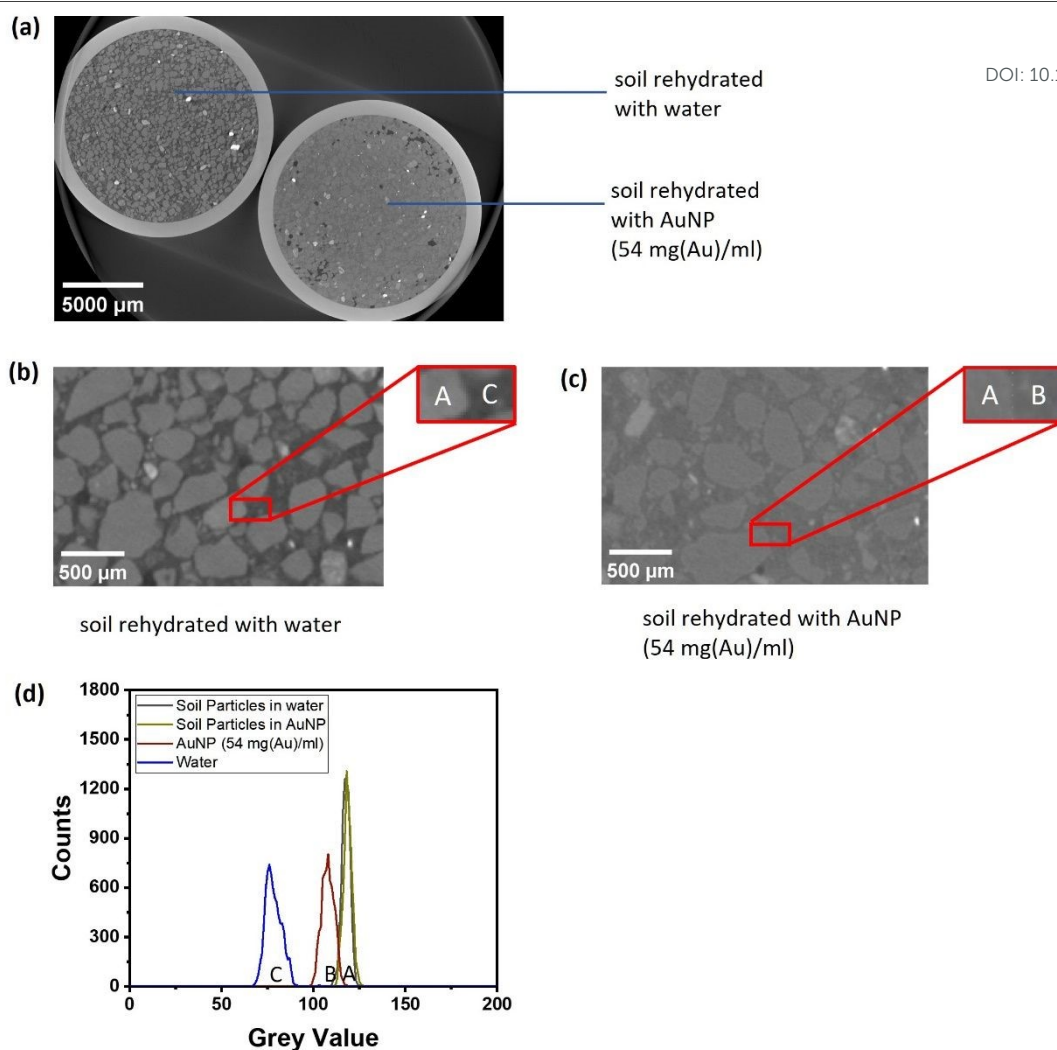 (a)
soil rehydrated
with water
DOI: 10.1
soil rehydrated
with AuNP
(54 mg(Au)/ml)
5000 µm
(b)
A C
500 µm
soil rehydrated with water
(c)
A B
500 µm
soil rehydrated with AuNP
(54 mg(Au)/ml)
(d)
1800
1500
1200
900
600
300
0
Counts
Soil Particles in water
Soil Particles in AuNP
AuNP (54 mg(Au)/ml)
Water
C B A
0 50 100 150 200
Grey Value